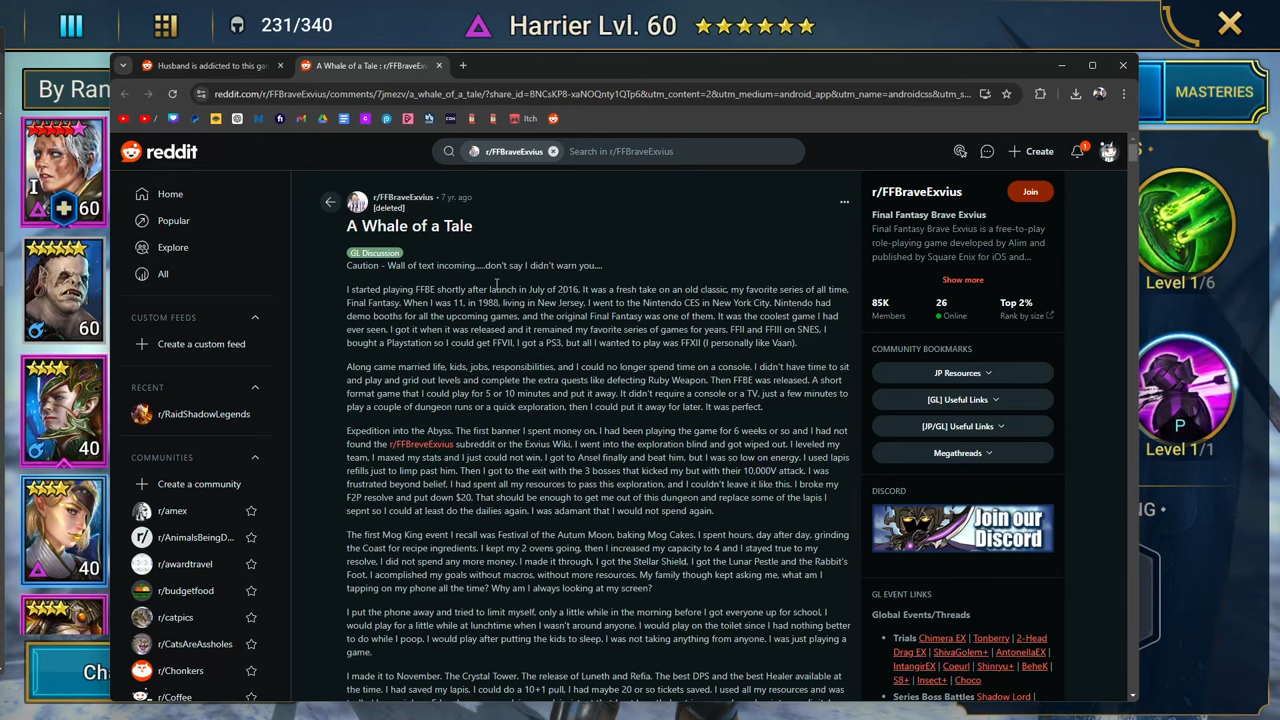 231/340
Harrier Lvl. 60
By Ran
MASTERIES
Husband is addicted to this ga
A Whale of a Tale : r/FFBraveEx
reddit.com/r/FFBraveExvius/comments/7jmezv/a_whale_of_a_tale/?share_id=BNCsKP8-xaNOQnty1QTp6&utm_content=2&utm_medium=android_app&utm_name=androidcss&utm_s...
Itch
reddit
r/FFBraveExvius
Search in r/FFBraveExvius
Create
1
Home
Popular
Explore
All
CUSTOM FEEDS
Create a custom feed
RECENT
r/RaidShadowLegends
COMMUNITIES
Create a community
r/amex
r/AnimalsBeingD...
r/awardtravel
r/budgetfood
r/catpics
r/CatsAreAssholes
r/Chonkers
r/Coffee
r/FFBraveExvius • 7 yr. ago
[deleted]
A Whale of a Tale
GL Discussion
Caution - Wall of text incoming.....don't say I didn't warn you....
I started playing FFBE shortly after launch in July of 2016. It was a fresh take on an old classic, my favorite series of all time,
Final Fantasy. When I was 11, in 1988, living in New Jersey, I went to the Nintendo CES in New York City. Nintendo had
demo booths for all the upcoming games, and the original Final Fantasy was one of them. It was the coolest game I had
ever seen. I got it when it was released and it remained my favorite series of games for years. FFII and FFIII on SNES, I
bought a Playstation so I could get FFVII, I got a PS3, but all I wanted to play was FFXII (I personally like Vaan).
Along came married life, kids, jobs, responsibilities, and I could no longer spend time on a console. I didn't have time to sit
and play and grid out levels and complete the extra quests like defecting Ruby Weapon. Then FFBE was released. A short
format game that I could play for 5 or 10 minutes and put it away. It didn't require a console or a TV, just a few minutes to
play a couple of dungeon runs or a quick exploration, then I could put it away for later. It was perfect.
Expedition into the Abyss. The first banner I spent money on. I had been playing the game for 6 weeks or so and I had not
found the r/FFBreveExvius subreddit or the Exvius Wiki, I went into the exploration blind and got wiped out. I leveled my
team, I maxed my stats and I just could not win. I got to Ansel finally and beat him, but I was so low on energy. I used lapis
refills just to limp past him. Then I got to the exit with the 3 bosses that kicked my but with their 10,000V attack. I was
frustrated beyond belief, I had spent all my resources to pass this exploration, and I couldn't leave it like this. I broke my
F2P resolve and put down $20. That should be enough to get me out of this dungeon and replace some of the lapis I
sepnt so I could at least do the dailies again. I was adamant that I would not spend again.
The first Mog King event I recall was Festival of the Autum Moon, baking Mog Cakes. I spent hours, day after day, grinding
the Coast for recipe ingredients. I kept my 2 ovens going, then I increased my capacity to 4 and I stayed true to my
resolve, I did not spend any more money. I made it through, I got the Stellar Shield, I got the Lunar Pestle and the Rabbit's
Foot. I acomplished my goals without macros, without more resources. My family though kept asking me, what am I
tapping on my phone all the time? Why am I always looking at my screen?
I put the phone away and tried to limit myself, only a little while in the morning before I got everyone up for school, I
would play for a little while at lunchtime when I wasn't around anyone. I would play on the toilet since I had nothing better
to do while I poop. I would play after putting the kids to sleep. I was not taking anything from anyone. I was just playing a
game.
I made it to November. The Crystal Tower. The release of Luneth and Refia. The best DPS and the best Healer available at
the time. I had saved my lapis. I could do a 10+1 pull, I had maybe 20 or so tickets saved. I used all my resources and was
r/FFBraveExvius
Join
Final Fantasy Brave Exvius
Final Fantasy Brave Exvius is a free-to-play
role-playing game developed by Alim and
published by Square Enix for iOS and...
Show more
85K
Members
26
Online
Top 2%
Rank by size
COMMUNITY BOOKMARKS
JP Resources
[GL] Useful Links
[JP/GL] Useful Links
Megathreads
DISCORD
Join our
Discord
GL EVENT LINKS
Global Events/Threads
Trials Chimera EX | Tonberry | 2-Head
Drag EX | ShivaGolem+ | AntonellaEX |
IntangirEX | Coeurl | Shinryu+ | BeheK |
S8+ | Insect+ | Choco
Series Boss Battles Shadow Lord |
I
60
60
40
40
Ch
Level 1/6
P
Level 1/1